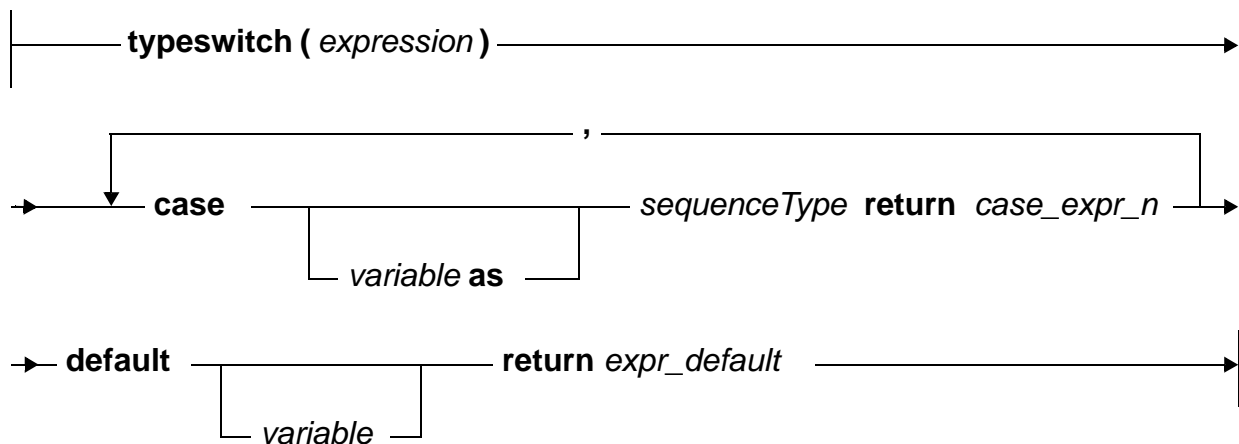 typeswitch ( expression )
,
case sequenceType return case_expr_n
variable as
default return expr_default
variable